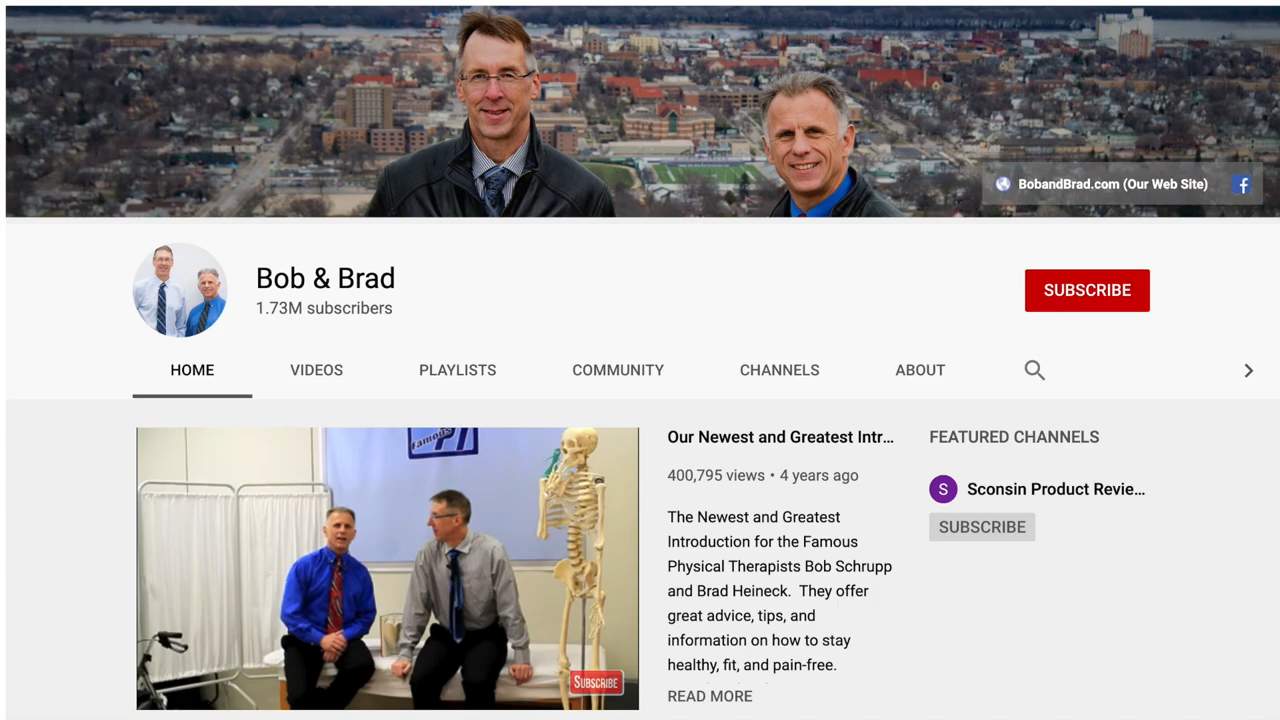 BobandBrad.com (Our Web Site)
Bob & Brad
1.73M subscribers
SUBSCRIBE
HOME
VIDEOS
PLAYLISTS
COMMUNITY
CHANNELS
ABOUT
Famous
PT
SUBSCRIBE
Our Newest and Greatest Intr...
400,795 views • 4 years ago
The Newest and Greatest
Introduction for the Famous
Physical Therapists Bob Schrupp
and Brad Heineck.  They offer
great advice, tips, and
information on how to stay
healthy, fit, and pain-free.
READ MORE
FEATURED CHANNELS
S
Sconsin Product Revie...
SUBSCRIBE